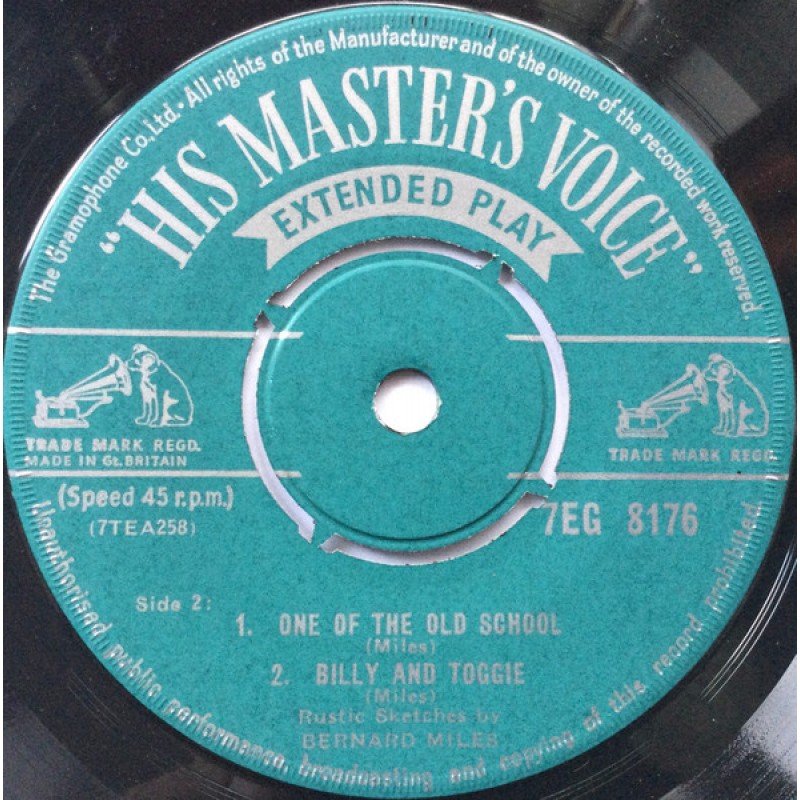 The Gramophone Co. Ltd. · All rights of the Manufacturer and of the owner of the recorded work reserved.
"HIS MASTER'S VOICE"
EXTENDED PLAY
TRADE MARK REGD.
MADE IN Gt. BRITAIN
TRADE MARK REGD.
(Speed 45 r.p.m.)
(7TEA258)
7EG 8176
Side 2:
1. ONE OF THE OLD SCHOOL
(Miles)
2. BILLY AND TOGGIE
(Miles)
Rustic Sketches by
BERNARD MILES
Unauthorised public performance, broadcasting and copying of this record prohibited